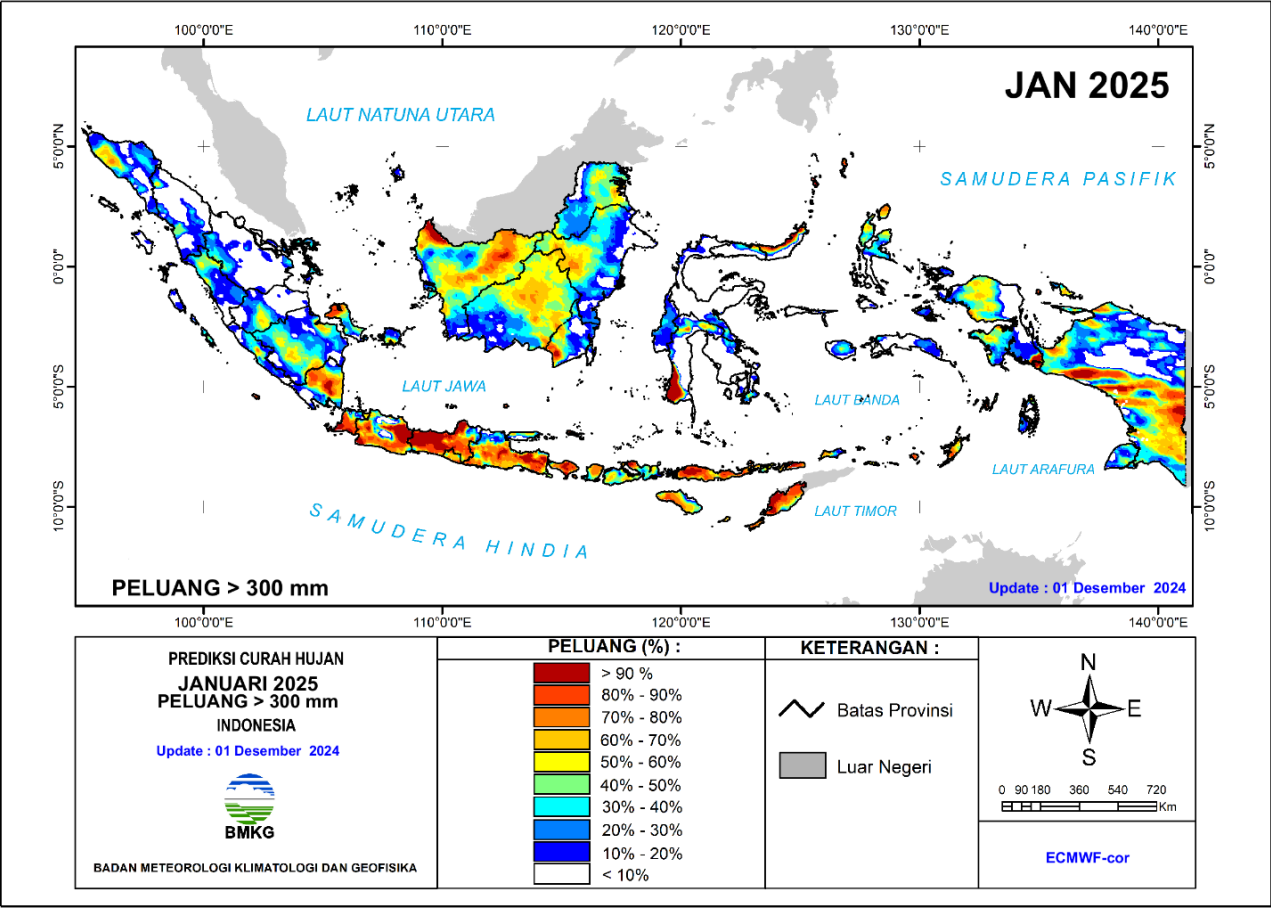 100°0'0"E 110°0'0"E 120°0'0"E 130°0'0"E 140°0'0"E
JAN 2025
LAUT NATUNA UTARA
5°0'0"N
5°0'0"N
SAMUDERA PASIFIK
0°0'0"
0°0'0"
LAUT JAWA
5°0'0"S
5°0'0"S
LAUT BANDA
LAUT ARAFURA
10°0'0"S
10°0'0"S
LAUT TIMOR
SAMUDERA HINDIA
PELUANG > 300 mm
Update : 01 Desember 2024
100°0'0"E 110°0'0"E 120°0'0"E 130°0'0"E 140°0'0"E
PREDIKSI CURAH HUJAN
JANUARI 2025
PELUANG > 300 mm
INDONESIA
Update : 01 Desember 2024
BMKG
BADAN METEOROLOGI KLIMATOLOGI DAN GEOFISIKA
PELUANG (%) :
> 90 %
80% - 90%
70% - 80%
60% - 70%
50% - 60%
40% - 50%
30% - 40%
20% - 30%
10% - 20%
< 10%
KETERANGAN :
Batas Provinsi
Luar Negeri
N
W E
S
0 90 180 360 540 720
Km
ECMWF-cor